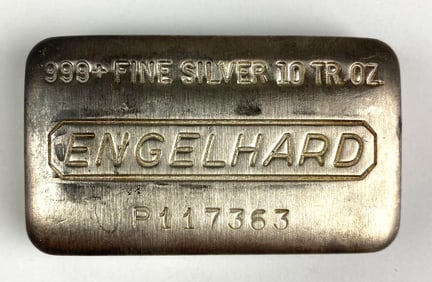 999+ FINE SILVER 10 TR.OZ.
ENGELHARD
P117363